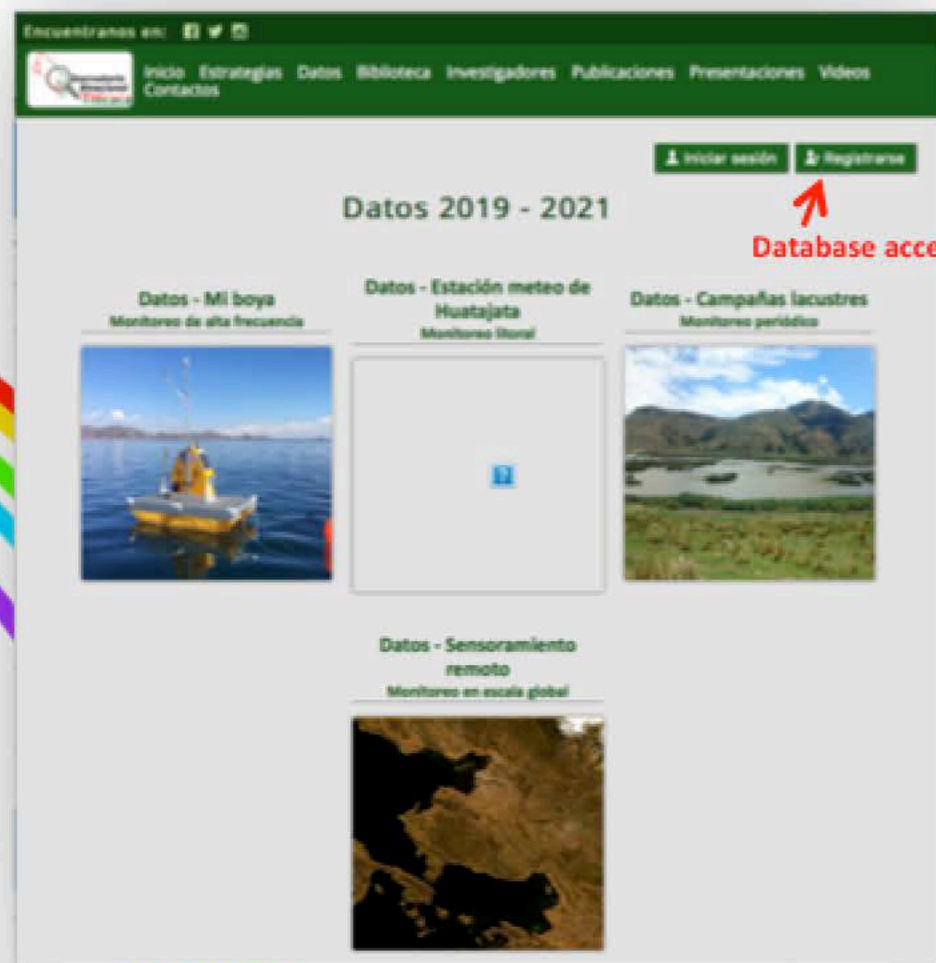 Encuentranos en:
Inicio Estrategias Datos Biblioteca Investigadores Publicaciones Presentaciones Videos
Contactos
Iniciar sesión Registrarse
Datos 2019 - 2021
Database acce
Datos - Mi boya
Monitoreo de alta frecuencia
Datos - Estación meteo de
Huatajata
Monitoreo litoral
Datos - Campañas lacustres
Monitoreo periódico
?
Datos - Sensoramiento
remoto
Monitoreo en escala global